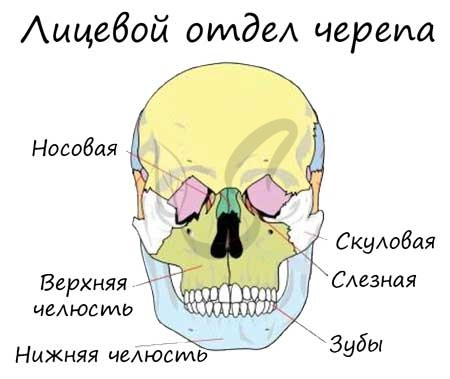 Лицевой отдел черепа
Носовая
Скуловая
Слезная
Верхняя
челюсть
Зубы
Нижняя челюсть